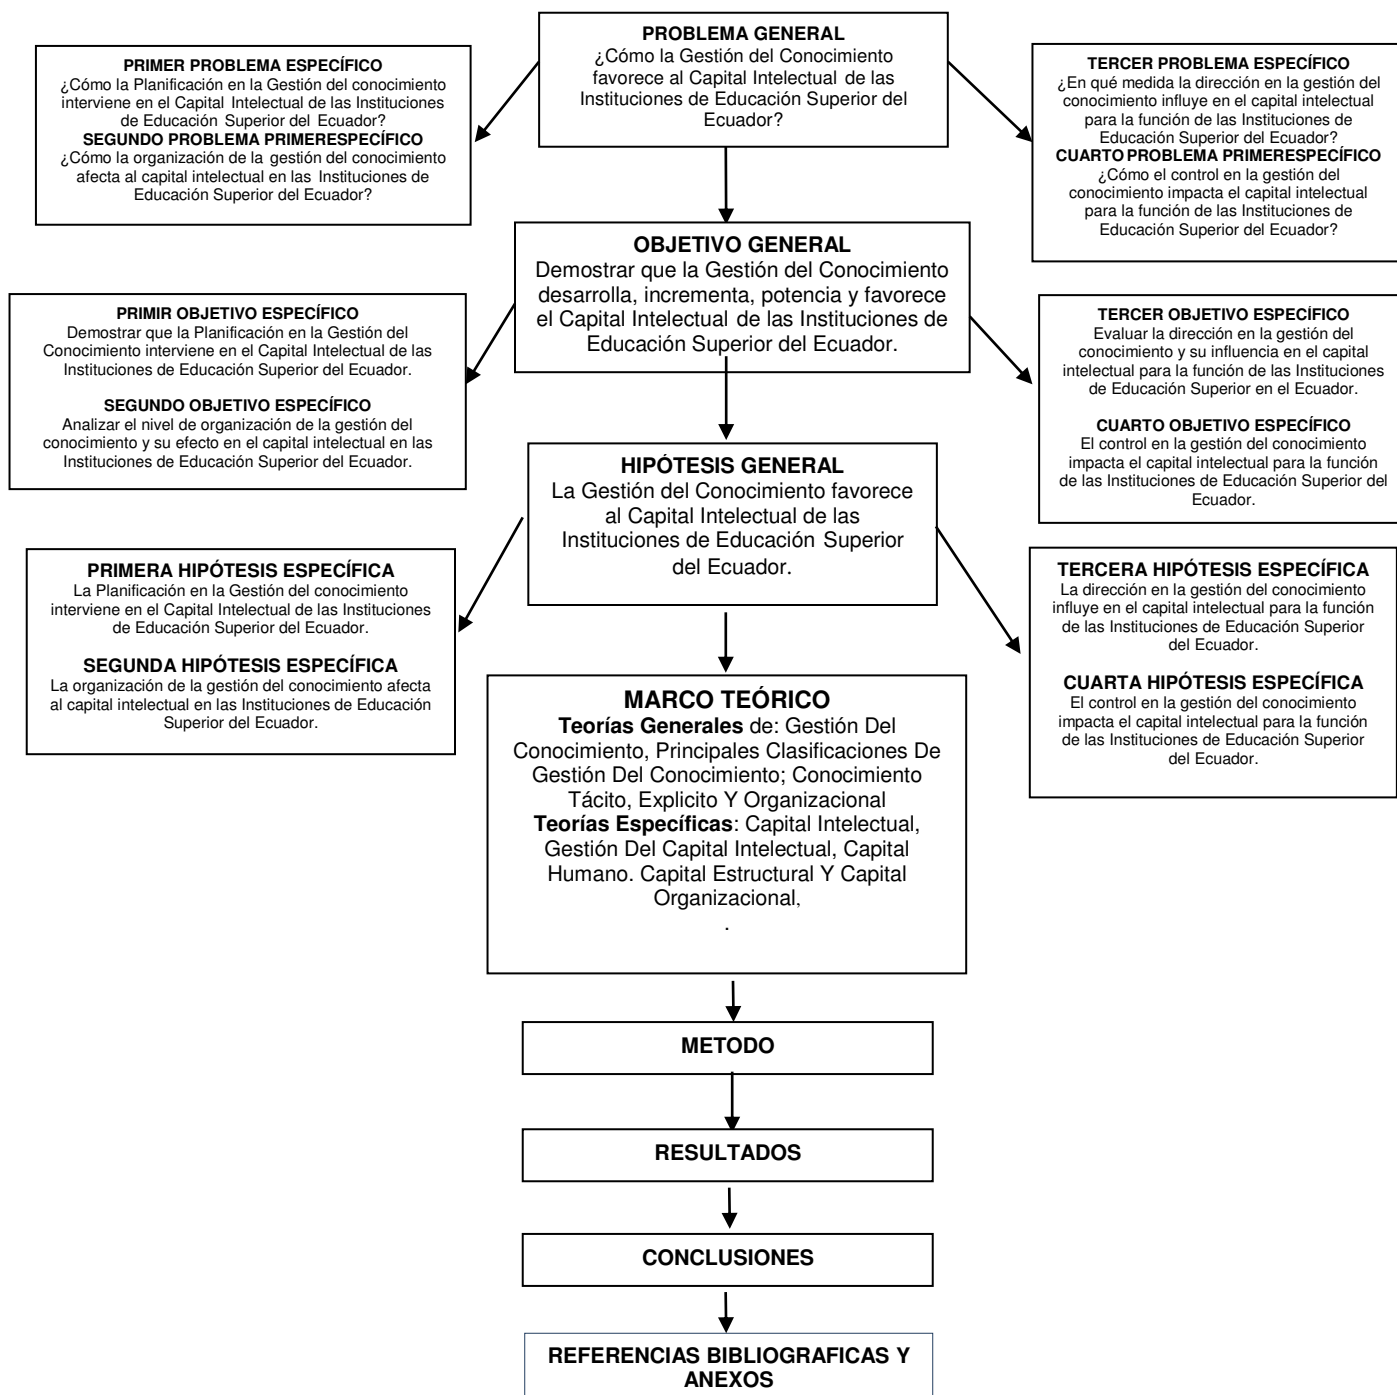 PROBLEMA GENERAL
¿Cómo la Gestión del Conocimiento
favorece al Capital Intelectual de las
Instituciones de Educación Superior del
Ecuador?
PRIMER PROBLEMA ESPECÍFICO
¿Cómo la Planificación en la Gestión del conocimiento
interviene en el Capital Intelectual de las Instituciones
de Educación Superior del Ecuador?
SEGUNDO PROBLEMA PRIMERESPECÍFICO
¿Cómo la organización de la gestión del conocimiento
afecta al capital intelectual en las Instituciones de
Educación Superior del Ecuador?
TERCER PROBLEMA ESPECÍFICO
¿En qué medida la dirección en la gestión del
conocimiento influye en el capital intelectual
para la función de las Instituciones de
Educación Superior del Ecuador?
CUARTO PROBLEMA PRIMERESPECÍFICO
¿Cómo el control en la gestión del
conocimiento impacta el capital intelectual
para la función de las Instituciones de
Educación Superior del Ecuador?
OBJETIVO GENERAL
Demostrar que la Gestión del Conocimiento
desarrolla, incrementa, potencia y favorece
el Capital Intelectual de las Instituciones de
Educación Superior del Ecuador.
PRIMIR OBJETIVO ESPECÍFICO
Demostrar que la Planificación en la Gestión del
Conocimiento interviene en el Capital Intelectual de las
Instituciones de Educación Superior del Ecuador.
SEGUNDO OBJETIVO ESPECÍFICO
Analizar el nivel de organización de la gestión del
conocimiento y su efecto en el capital intelectual en las
Instituciones de Educación Superior del Ecuador.
TERCER OBJETIVO ESPECÍFICO
Evaluar la dirección en la gestión del
conocimiento y su influencia en el capital
intelectual para la función de las Instituciones
de Educación Superior en el Ecuador.
CUARTO OBJETIVO ESPECÍFICO
El control en la gestión del conocimiento
impacta el capital intelectual para la función
de las Instituciones de Educación Superior del
Ecuador.
HIPÓTESIS GENERAL
La Gestión del Conocimiento favorece
al Capital Intelectual de las
Instituciones de Educación Superior
del Ecuador.
PRIMERA HIPÓTESIS ESPECÍFICA
La Planificación en la Gestión del conocimiento
interviene en el Capital Intelectual de las Instituciones
de Educación Superior del Ecuador.
SEGUNDA HIPÓTESIS ESPECÍFICA
La organización de la gestión del conocimiento afecta
al capital intelectual en las Instituciones de Educación
Superior del Ecuador.
TERCERA HIPÓTESIS ESPECÍFICA
La dirección en la gestión del conocimiento
influye en el capital intelectual para la función
de las Instituciones de Educación Superior
del Ecuador.
CUARTA HIPÓTESIS ESPECÍFICA
El control en la gestión del conocimiento
impacta el capital intelectual para la función
de las Instituciones de Educación Superior
del Ecuador.
MARCO TEÓRICO
Teorías Generales de: Gestión Del
Conocimiento, Principales Clasificaciones De
Gestión Del Conocimiento; Conocimiento
Tácito, Explicito Y Organizacional
Teorías Específicas: Capital Intelectual,
Gestión Del Capital Intelectual, Capital
Humano. Capital Estructural Y Capital
Organizacional,
.
METODO
RESULTADOS
CONCLUSIONES
REFERENCIAS BIBLIOGRAFICAS Y
ANEXOS